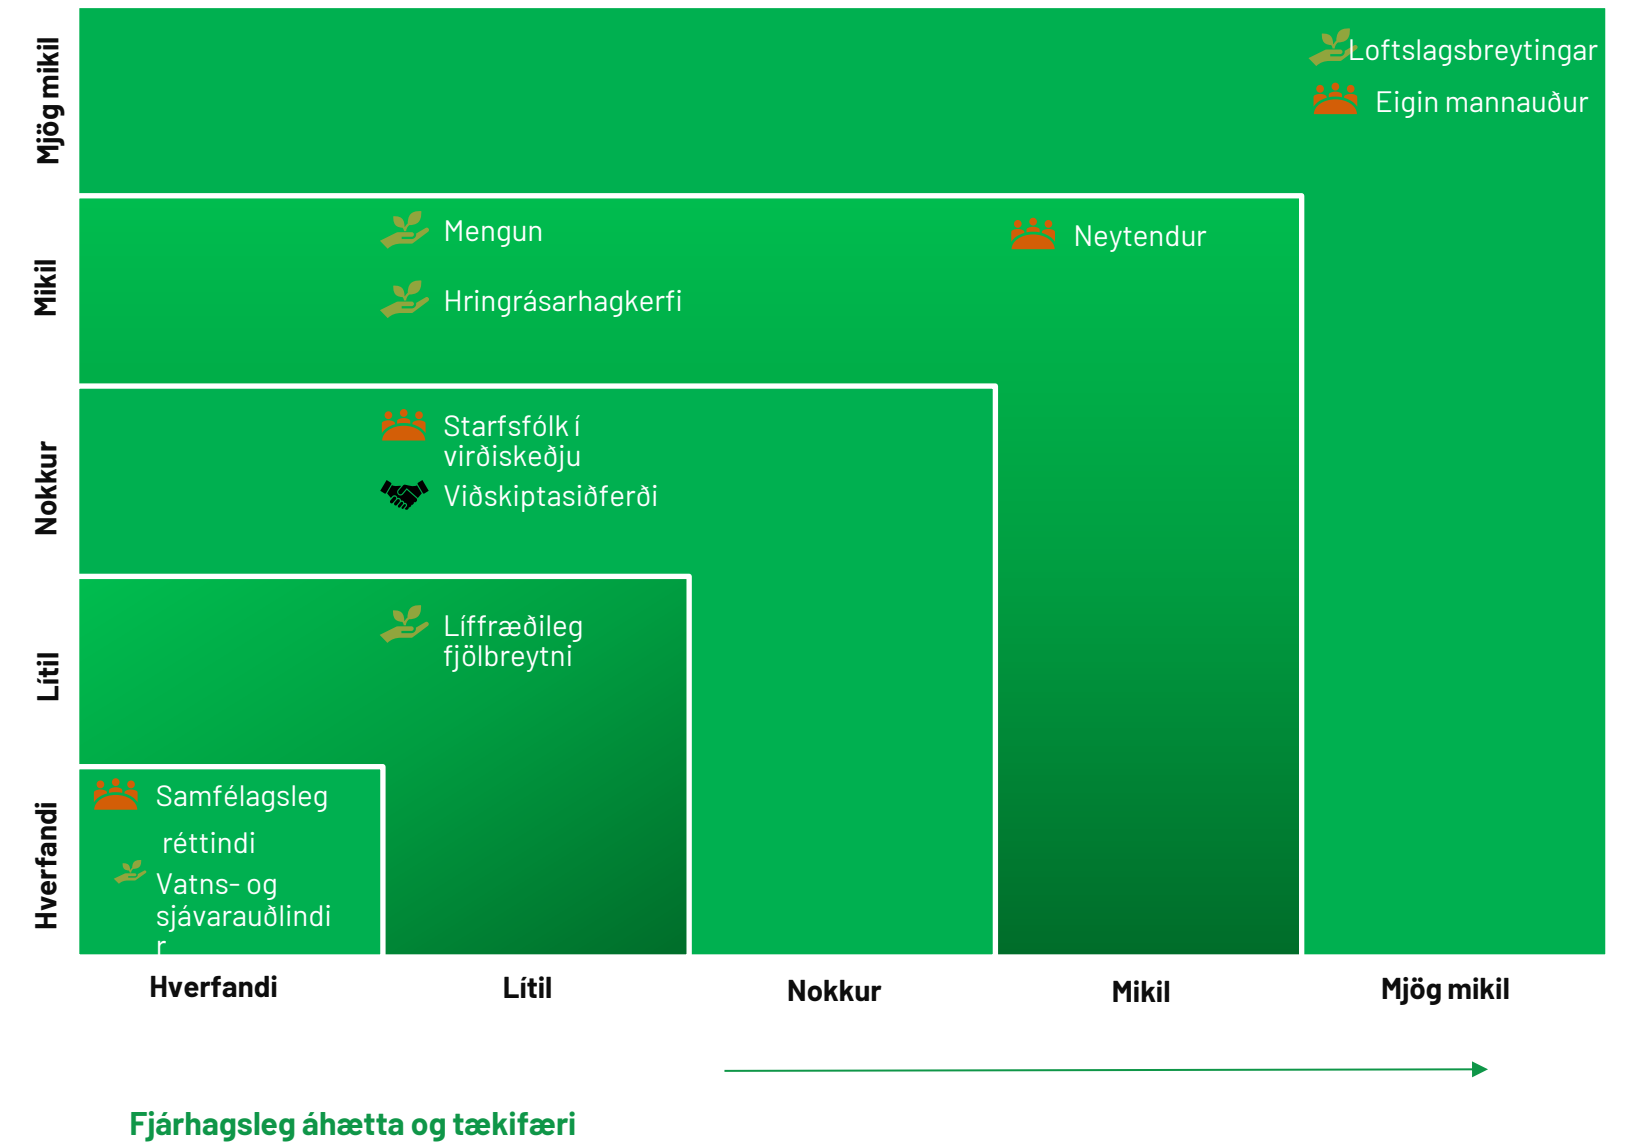 Mjög mikil
Loftslagsbreytingar
Eigin mannauður
Mikil
Mengun
Neytendur
Hringrásarhagkerfi
Nokkur
Starfsfólk í
virðiskeðju
Viðskiptasiðferði
Lítil
Líffræðileg
fjölbreytni
Hverfandi
Samfélagsleg
réttindi
Vatns- og
sjávarauðlindi
r
Hverfandi
Lítil
Nokkur
Mikil
Mjög mikil
Fjárhagsleg áhætta og tækifæri